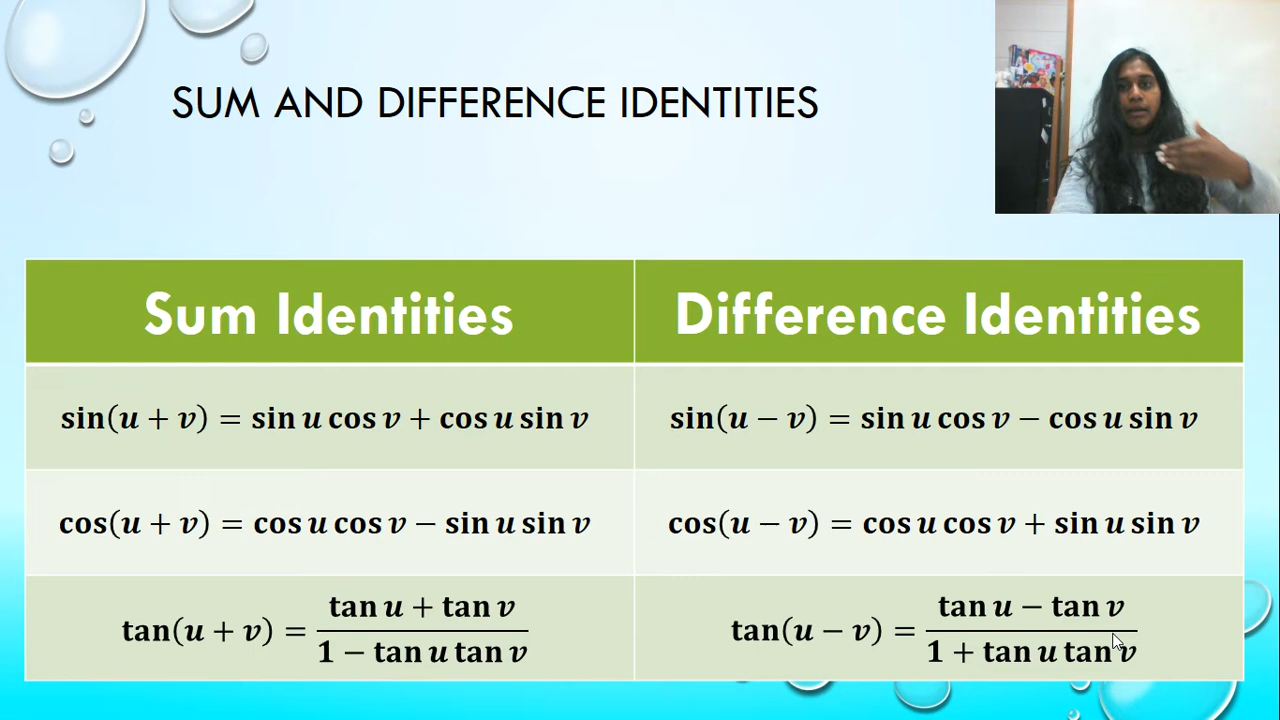 SUM AND DIFFERENCE IDENTITIES
Sum Identities
Difference Identities
sin(u + v) = sin u cos v + cos u sin v
sin(u − v) = sin u cos v − cos u sin v
cos(u + v) = cos u cos v − sin u sin v
cos(u − v) = cos u cos v + sin u sin v
tan(u + v) = 
tan u + tan v
1 − tan u tan v
tan(u − v) = 
tan u − tan v
1 + tan u tan v